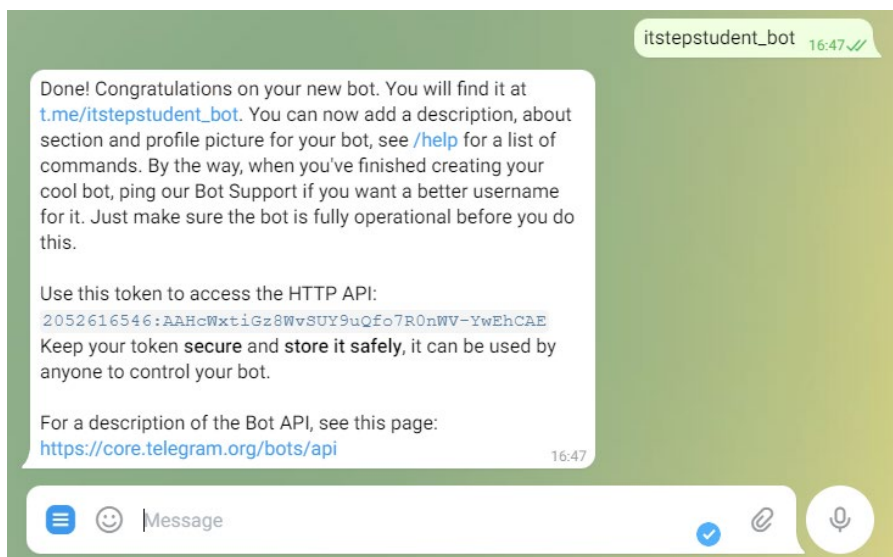 itstepstudent_bot 16:47
Done! Congratulations on your new bot. You will find it at
t.me/itstepstudent_bot. You can now add a description, about
section and profile picture for your bot, see /help for a list of
commands. By the way, when you've finished creating your
cool bot, ping our Bot Support if you want a better username
for it. Just make sure the bot is fully operational before you do
this.
Use this token to access the HTTP API:
2052616546:AAHcWxtiGz8WvSUY9uQfo7R0nWV-YwEhCAE
Keep your token secure and store it safely, it can be used by
anyone to control your bot.
For a description of the Bot API, see this page:
https://core.telegram.org/bots/api 16:47
Message